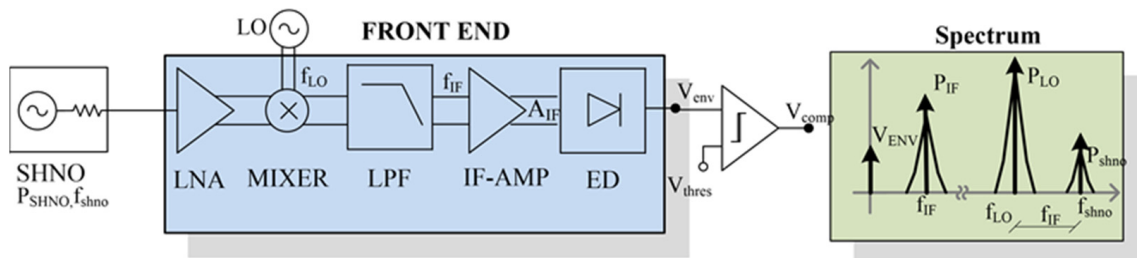 LO
FRONT END
Spectrum
fLO
fIF
AIF
Venv
Vcomp
Vthres
SHNO
PSHNO,fshno
LNA
MIXER
LPF
IF-AMP
ED
PIF
PLO
VENV
Pshno
fIF
fLO
fIF
fshno